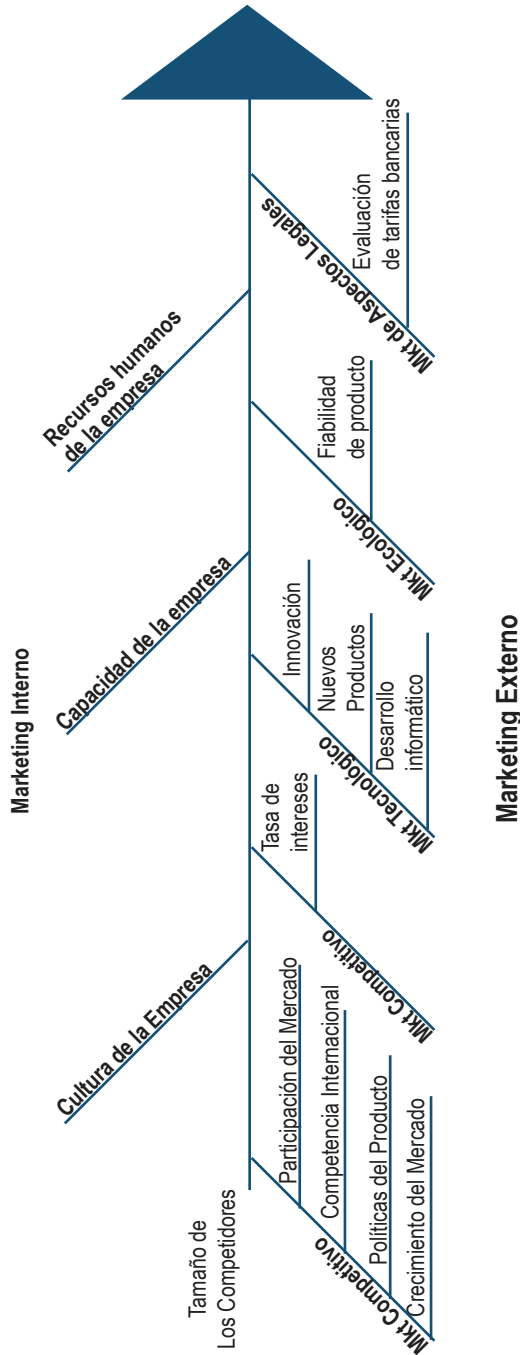 Marketing Interno
Cultura de la Empresa
Capacidad de la empresa
Recursos humanos
de la empresa
Tamaño de
Los Competidores
Mkt Competitivo
Participación del Mercado
Competencia Internacional
Políticas del Producto
Crecimiento del Mercado
Mkt Competitivo
Tasa de
intereses
Mkt Tecnológico
Innovación
Nuevos
Productos
Desarrollo
informático
Mkt Ecológico
Fiabilidad
de producto
Mkt de Aspectos Legales
Evaluación
de tarifas bancarias
Marketing Externo